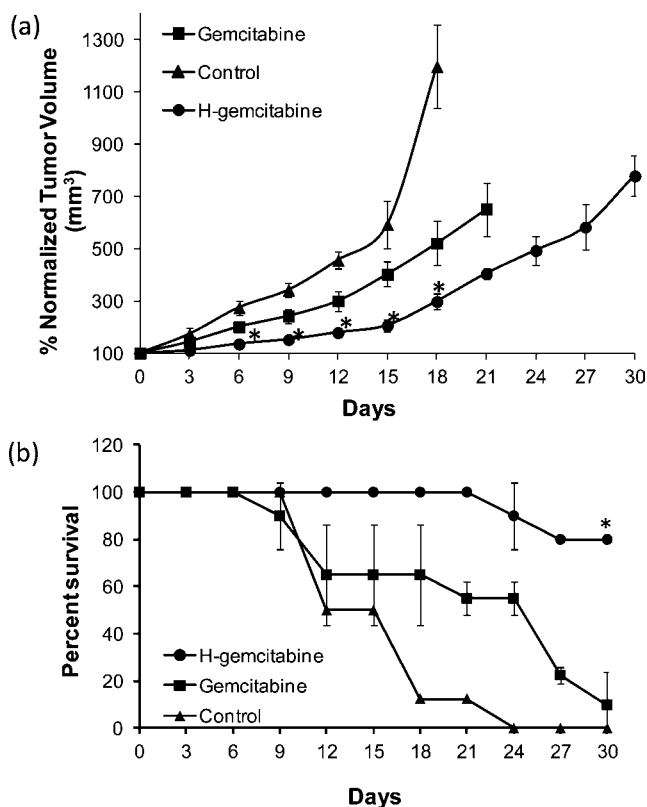 (a)
1300
1100
900
700
500
300
100
% Normalized Tumor Volume
(mm³)
Gemcitabine
Control
H-gemcitabine
*
*
*
*
*
0 3 6 9 12 15 18 21 24 27 30
Days
(b)
120
100
80
60
40
20
0
Percent survival
*
H-gemcitabine
Gemcitabine
Control
0 3 6 9 12 15 18 21 24 27 30
Days